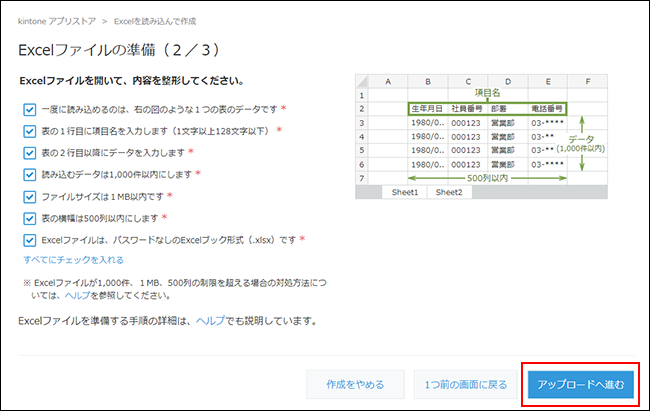 kintone アプリストア > Excelを読み込んで作成
Excelファイルの準備（２／３）
Excelファイルを開いて、内容を整形してください。
一度に読み込めるのは、右の図のような１つの表のデータです *
表の１行目に項目名を入力します（1文字以上128文字以下） *
表の２行目以降にデータを入力します *
読み込むデータは1,000件以内にします *
ファイルサイズは１MB以内です *
表の横幅は500列以内にします *
Excelファイルは、パスワードなしのExcelブック形式（.xlsx）です *
すべてにチェックを入れる
※ Excelファイルが1,000件、１MB、500列の制限を超える場合の対処方法につ
いては、ヘルプを参照してください。
Excelファイルを準備する手順の詳細は、ヘルプでも説明しています。
A B C D E F
1 項目名
2 生年月日 社員番号 部署 電話番号
3 1980/0.. 000123 営業部 03-****
4 1980/0.. 000123 営業部 03-** データ
5 1980/0.. 000123 営業部 03-** (1,000件以内)
6 1980/0.. 000123 営業部 03-****
7 500列以内
Sheet1 Sheet2
作成をやめる 1つ前の画面に戻る アップロードへ進む